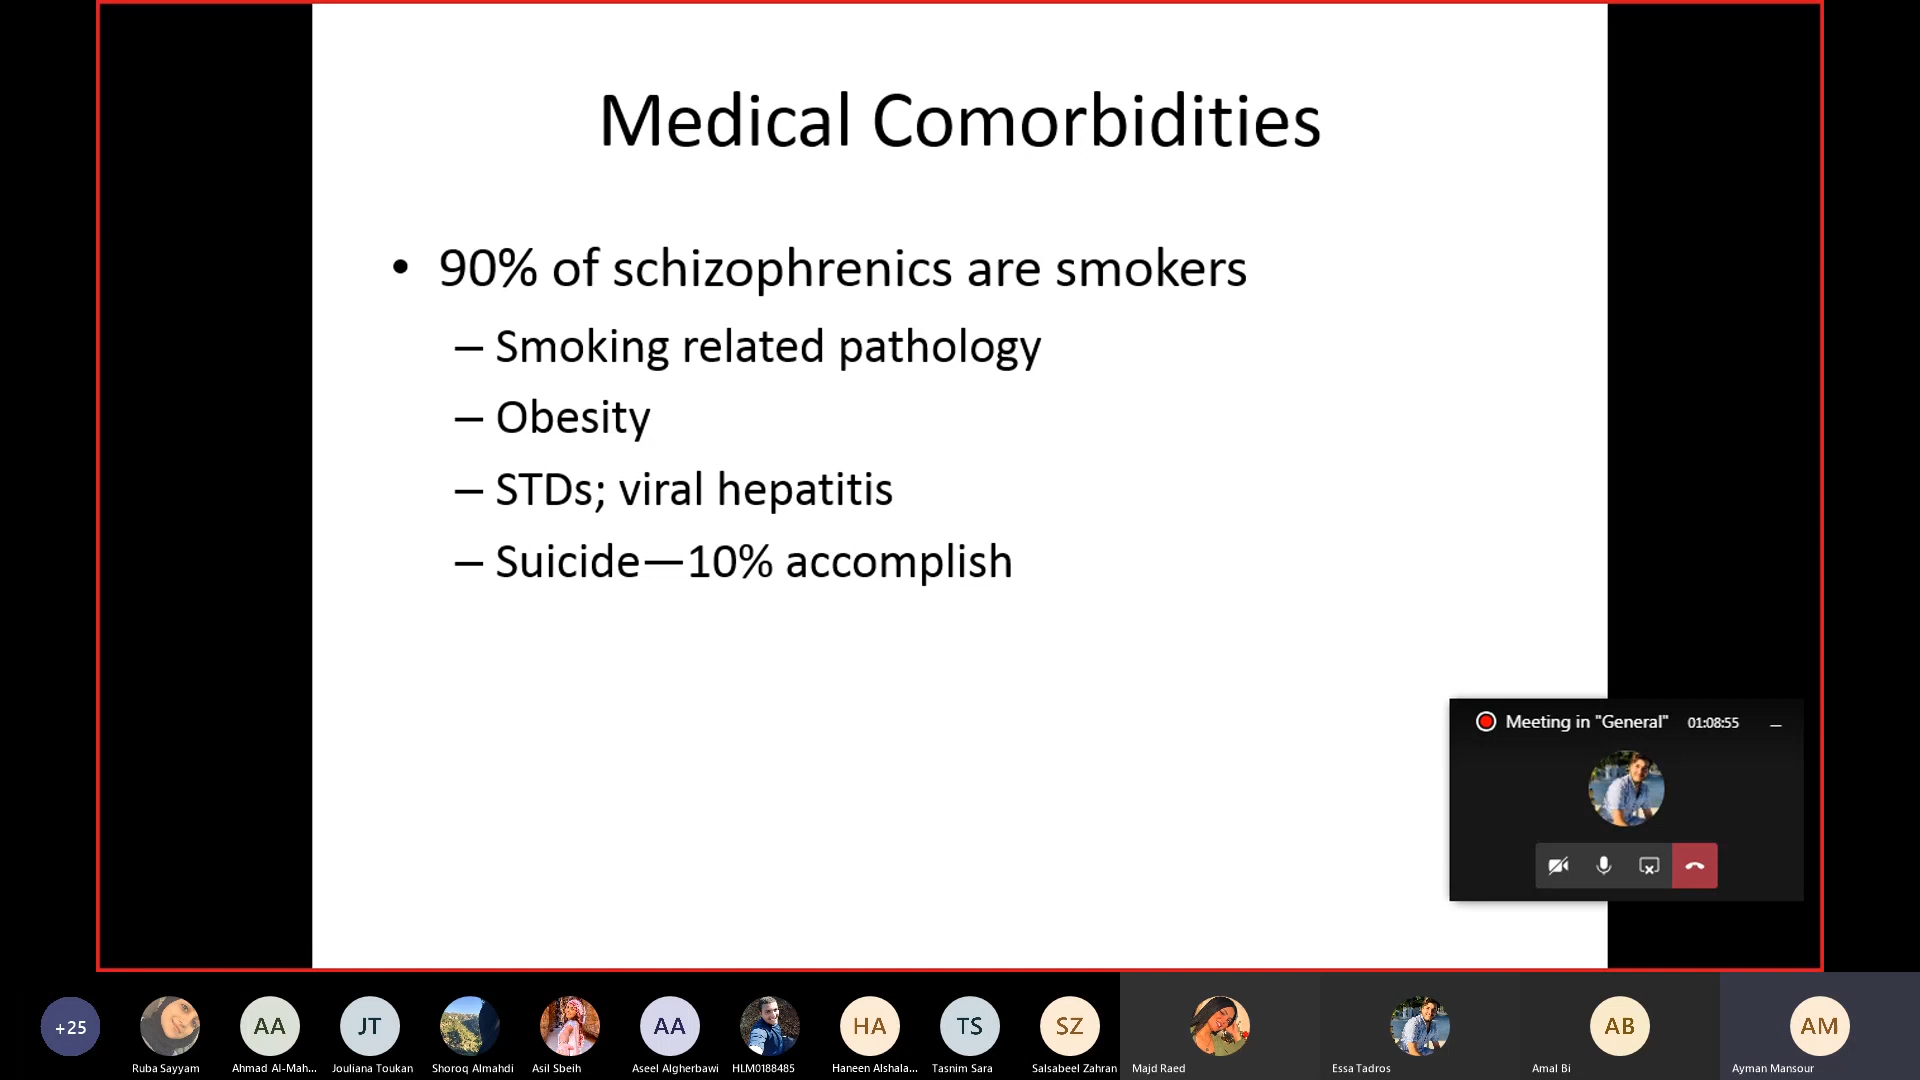 Medical Comorbidities
• 90% of schizophrenics are smokers
– Smoking related pathology
– Obesity
– STDs; viral hepatitis
– Suicide—10% accomplish
Meeting in "General" 01:08:55
+25
AA
JT
AA
HA
TS
SZ
AB
AM
Ruba Sayyam
Ahmad Al-Mah...
Jouliana Toukan
Shoroq Almahdi
Asil Sbeih
Aseel Algherbawi
HLM0188485
Haneen Alshala...
Tasnim Sara
Salsabeel Zahran
Majd Raed
Essa Tadros
Amal Bi
Ayman Mansour